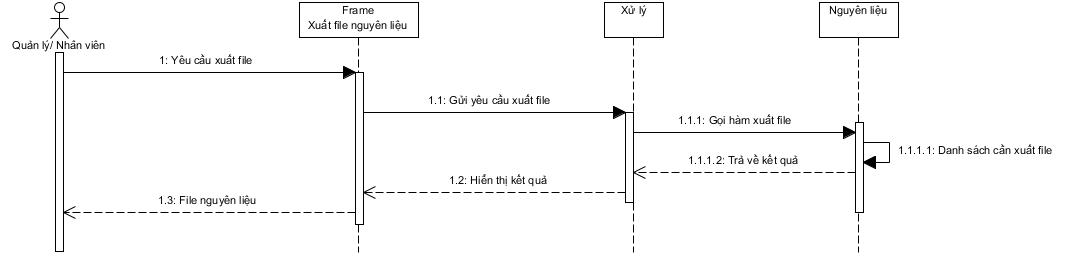 Frame
Xuất file nguyên liệu
Xử lý
Nguyên liệu
Quản lý/ Nhân viên
1: Yêu cầu xuất file
1.1: Gửi yêu cầu xuất file
1.1.1: Gọi hàm xuất file
1.1.1.1: Danh sách cần xuất file
1.1.1.2: Trả về kết quả
1.2: Hiển thị kết quả
1.3: File nguyên liệu